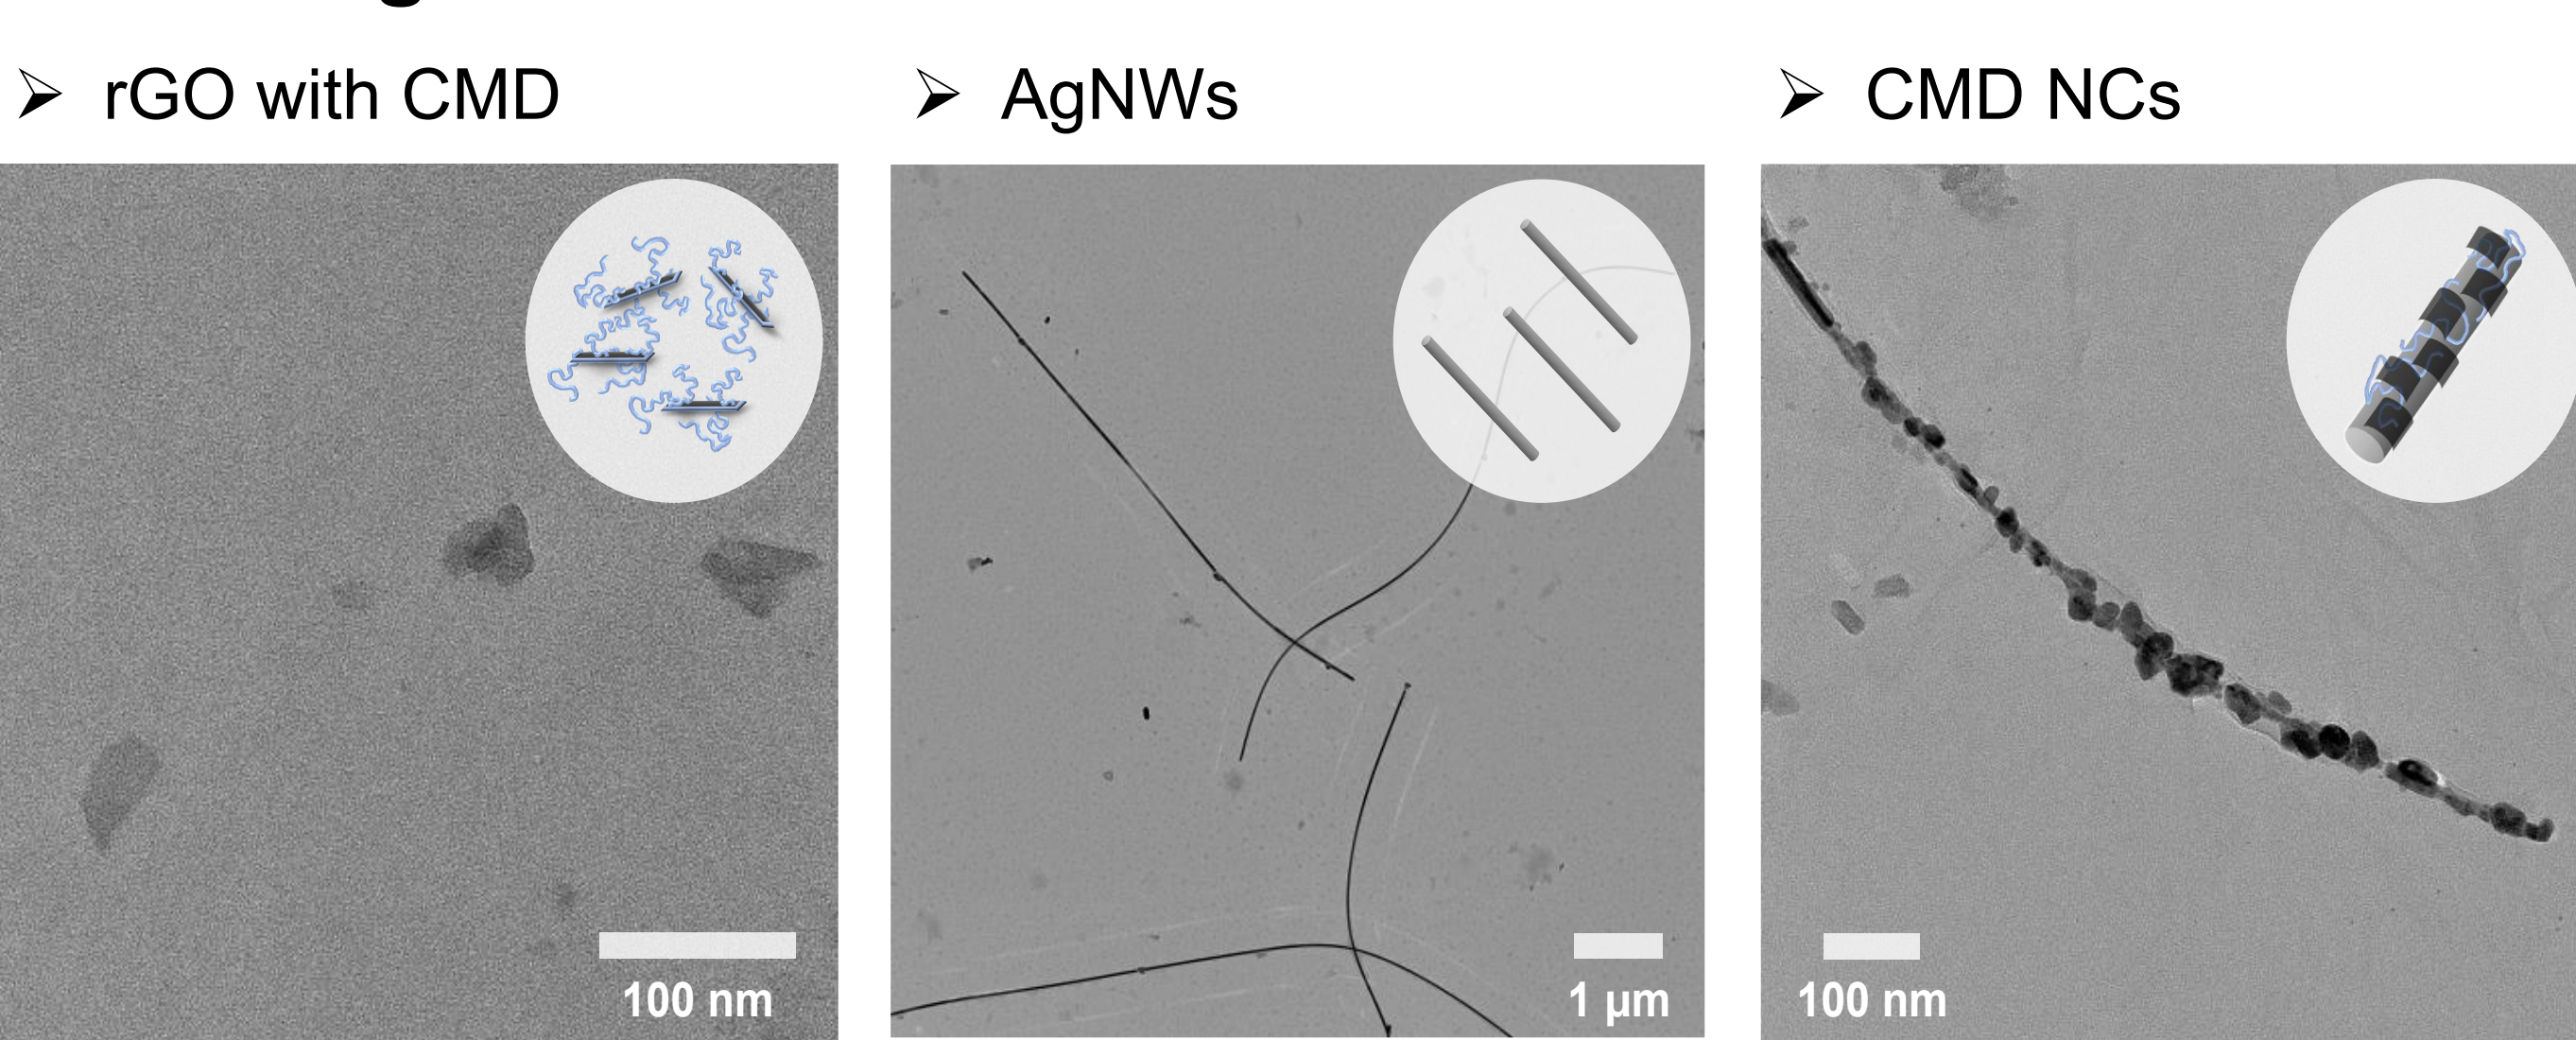 ➢ rGO with CMD
➢ AgNWs
➢ CMD NCs
100 nm
1 µm
100 nm